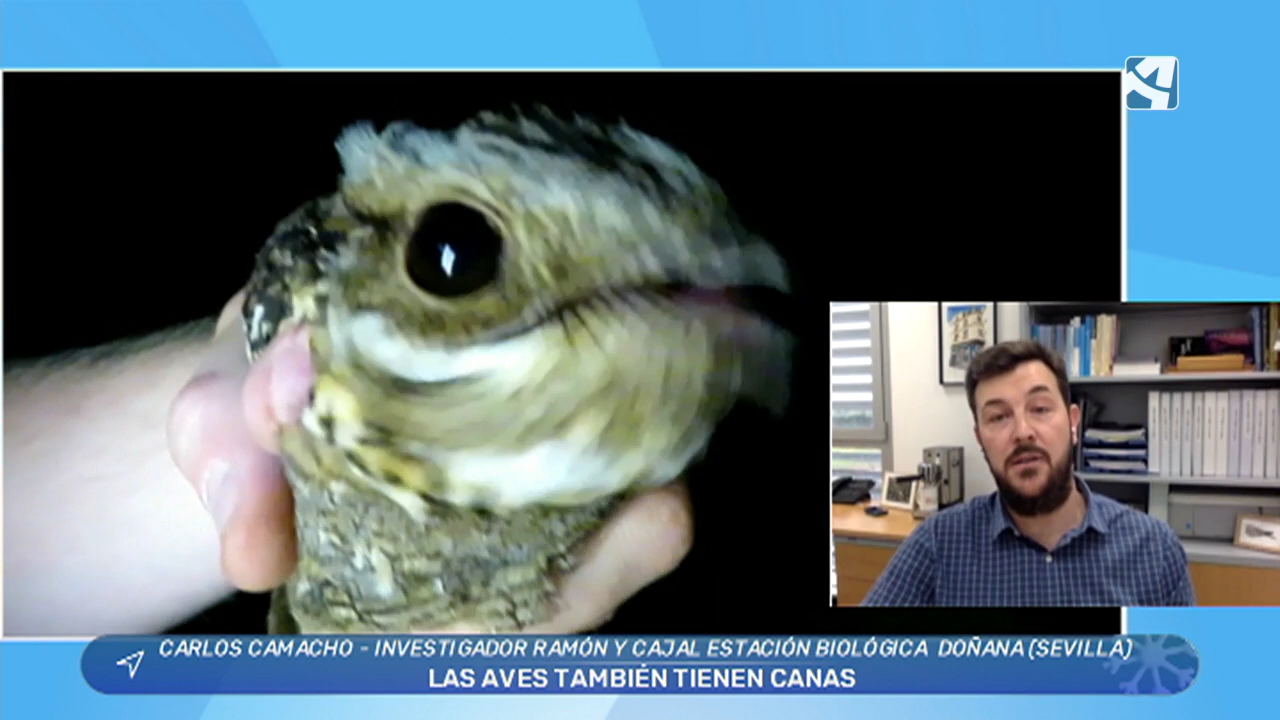 CARLOS CAMACHO - INVESTIGADOR RAMÓN Y CAJAL ESTACIÓN BIOLÓGICA DOÑANA (SEVILLA)
LAS AVES TAMBIÉN TIENEN CANAS